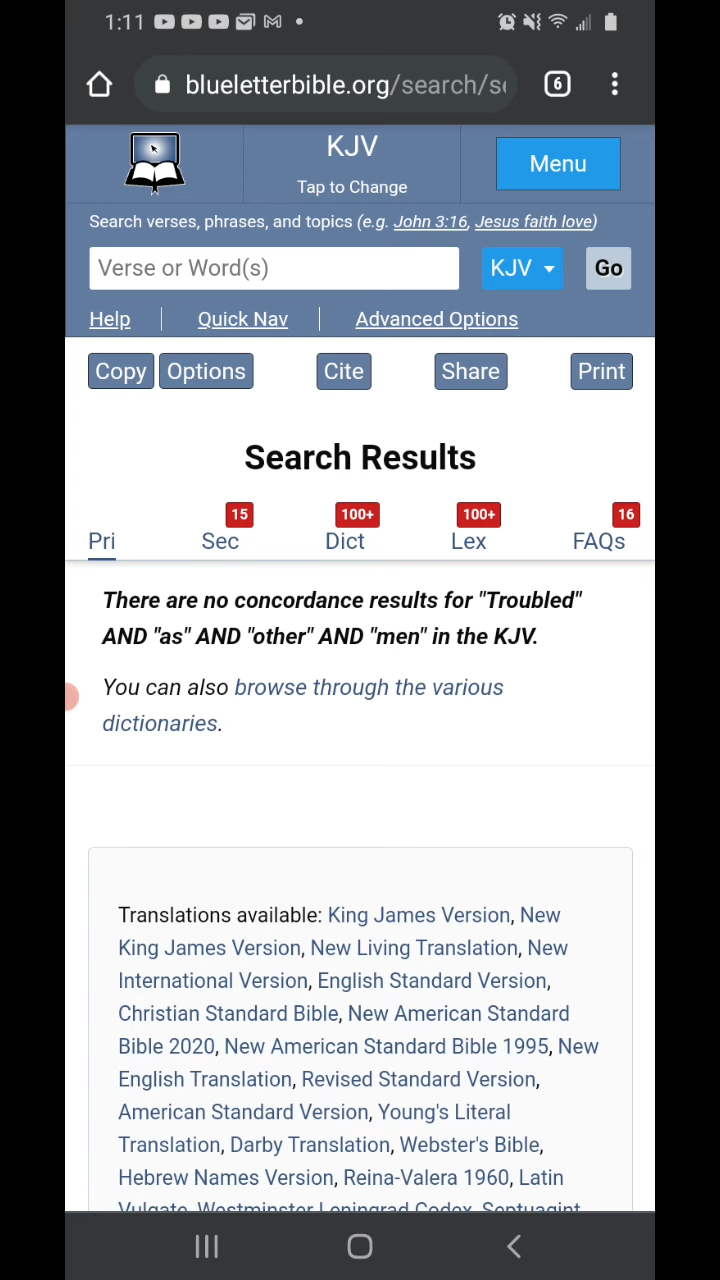 1:11
blueletterbible.org/search/se
6
KJV
Tap to Change
Menu
Search verses, phrases, and topics (e.g. John 3:16, Jesus faith love)
Verse or Word(s)
KJV
Go
Help
Quick Nav
Advanced Options
Copy
Options
Cite
Share
Print
Search Results
15
100+
100+
16
Pri
Sec
Dict
Lex
FAQs
There are no concordance results for "Troubled"
AND "as" AND "other" AND "men" in the KJV.
You can also browse through the various
dictionaries.
Translations available: King James Version, New
King James Version, New Living Translation, New
International Version, English Standard Version,
Christian Standard Bible, New American Standard
Bible 2020, New American Standard Bible 1995, New
English Translation, Revised Standard Version,
American Standard Version, Young's Literal
Translation, Darby Translation, Webster's Bible,
Hebrew Names Version, Reina-Valera 1960, Latin
Vulgate, Westminster Leningrad Codex, Septuagint